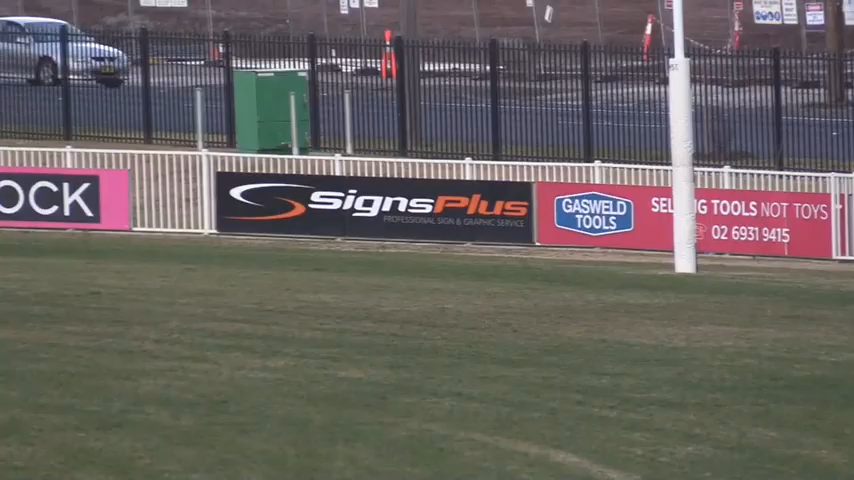 OCK
SignsPlus
PROFESSIONAL SIGN & GRAPHIC SERVICE
GASWELD
TOOLS
SELLING TOOLS NOT TOYS
02 6931 9415